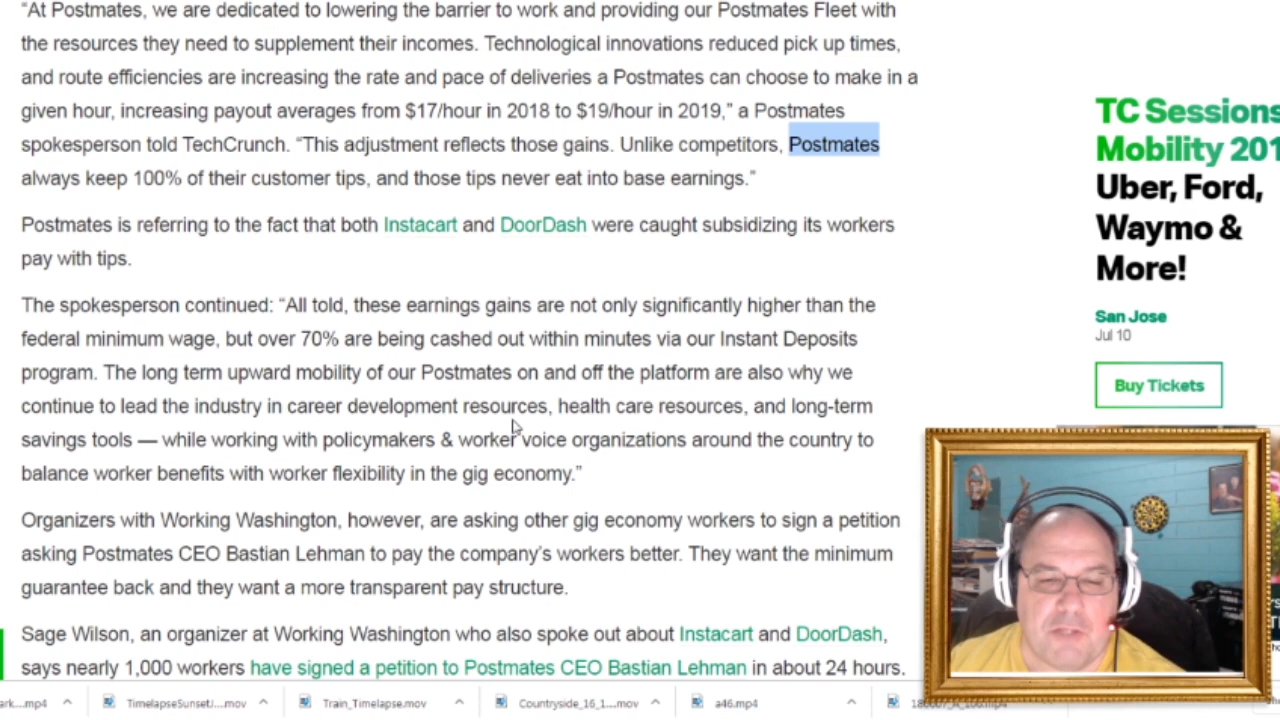 “At Postmates, we are dedicated to lowering the barrier to work and providing our Postmates Fleet with
the resources they need to supplement their incomes. Technological innovations reduced pick up times,
and route efficiencies are increasing the rate and pace of deliveries a Postmates can choose to make in a
given hour, increasing payout averages from $17/hour in 2018 to $19/hour in 2019,” a Postmates
spokesperson told TechCrunch. “This adjustment reflects those gains. Unlike competitors, Postmates
always keep 100% of their customer tips, and those tips never eat into base earnings.”
Postmates is referring to the fact that both Instacart and DoorDash were caught subsidizing its workers
pay with tips.
The spokesperson continued: “All told, these earnings gains are not only significantly higher than the
federal minimum wage, but over 70% are being cashed out within minutes via our Instant Deposits
program. The long term upward mobility of our Postmates on and off the platform are also why we
continue to lead the industry in career development resources, health care resources, and long-term
savings tools — while working with policymakers & worker voice organizations around the country to
balance worker benefits with worker flexibility in the gig economy.”
Organizers with Working Washington, however, are asking other gig economy workers to sign a petition
asking Postmates CEO Bastian Lehman to pay the company’s workers better. They want the minimum
guarantee back and they want a more transparent pay structure.
Sage Wilson, an organizer at Working Washington who also spoke out about Instacart and DoorDash,
says nearly 1,000 workers have signed a petition to Postmates CEO Bastian Lehman in about 24 hours.
TC Sessions
Mobility 201
Uber, Ford,
Waymo &
More!
San Jose
Jul 10
Buy Tickets
ark....mp4
TimelapseSunsetJ....mov
Train_Timelapse.mov
Countryside_16_1....mov
a46.mp4